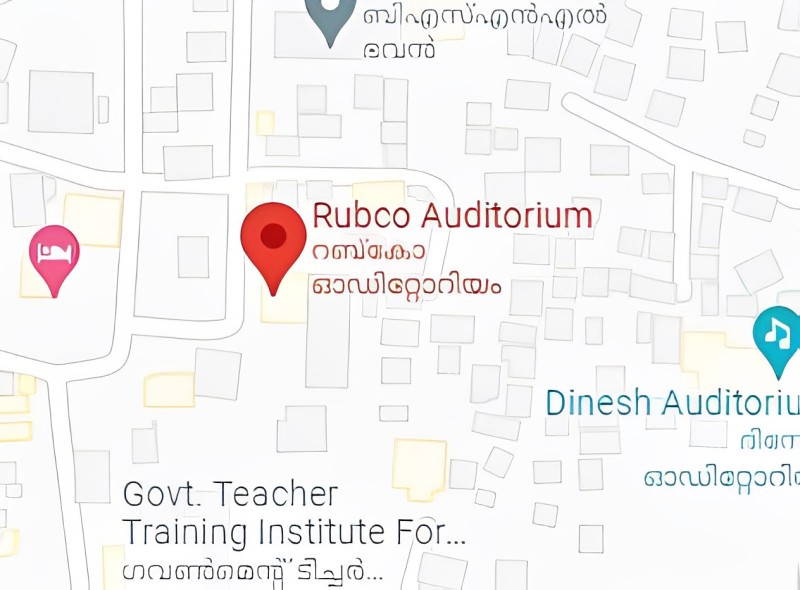 ബിഎസ്എൻഎൽ
ഭവൻ
Rubco Auditorium
റബ്കോ
ഓഡിറ്റോറിയം
Dinesh Auditoriu
ഓഡിറ്റോറി
Govt. Teacher
Training Institute For...
ഗവൺമെന്റ് ടീച്ചർ...